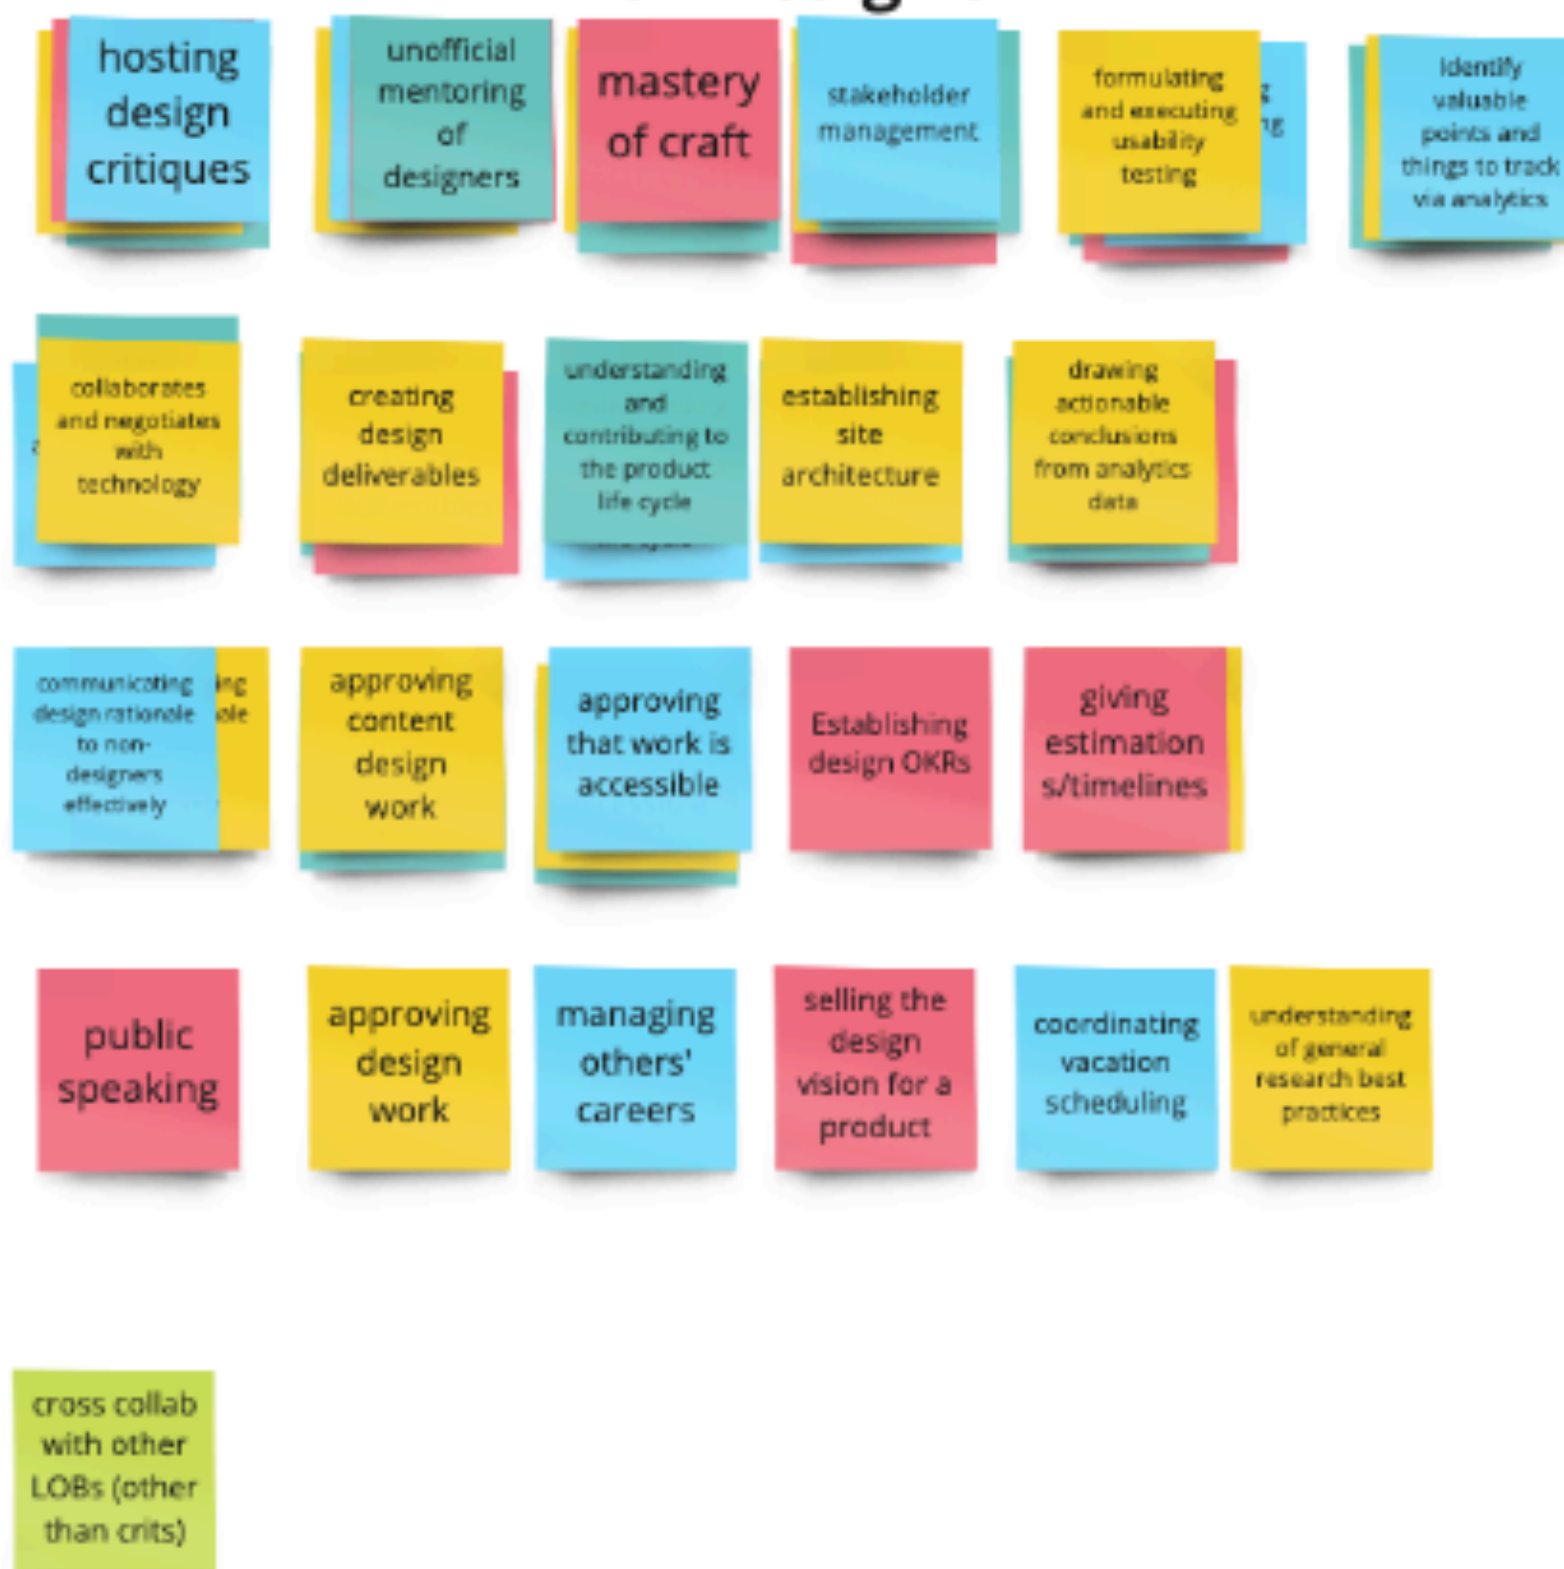 hosting
design
critiques
unofficial
mentoring
of
designers
mastery
of craft
stakeholder
management
formulating
and executing
usability
testing
identify
valuable
points and
things to track
via analytics
collaborates
and negotiates
with
technology
creating
design
deliverables
understanding
and
contributing to
the product
life cycle
establishing
site
architecture
drawing
actionable
conclusions
from analytics
data
communicating
design rationale
to non-
designers
effectively
approving
content
design
work
approving
that work is
accessible
Establishing
design OKRs
giving
estimation
s/timelines
public
speaking
approving
design
work
managing
others'
careers
selling the
design
vision for a
product
coordinating
vacation
scheduling
understanding
of general
research best
practices
cross collab
with other
LOBs (other
than crits)